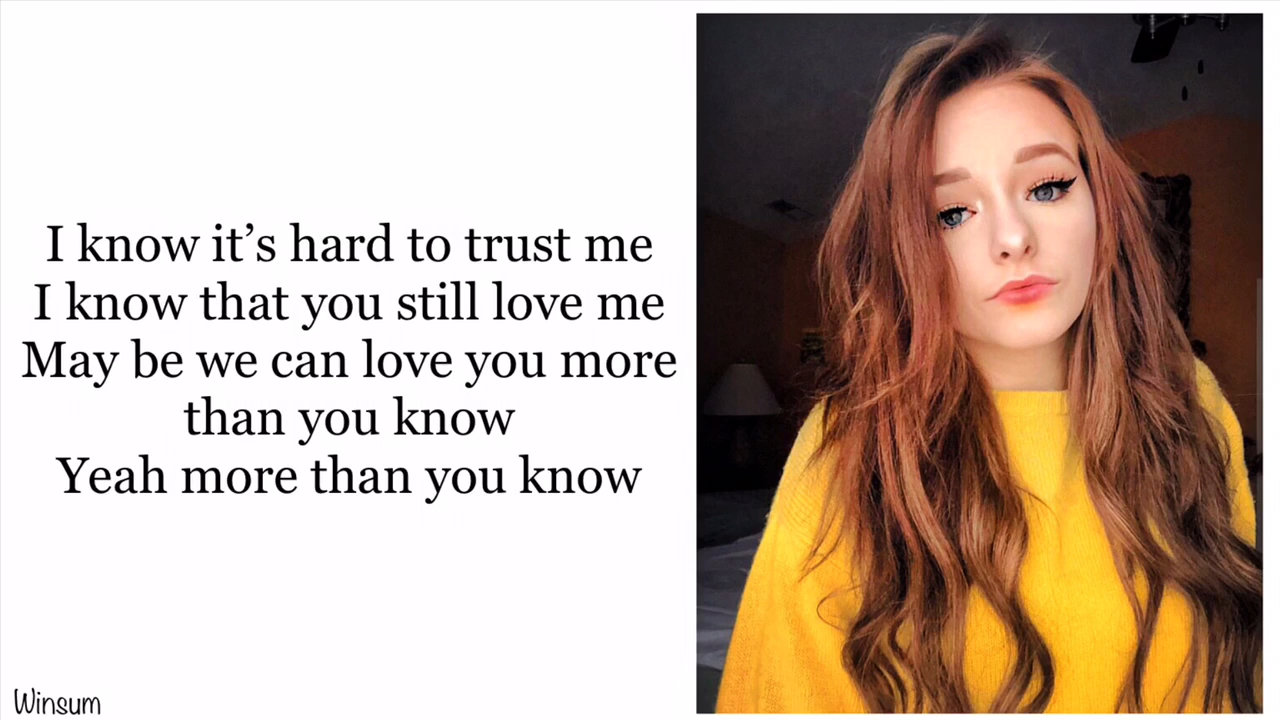 I know it’s hard to trust me
I know that you still love me
May be we can love you more
than you know
Yeah more than you know
Winsum